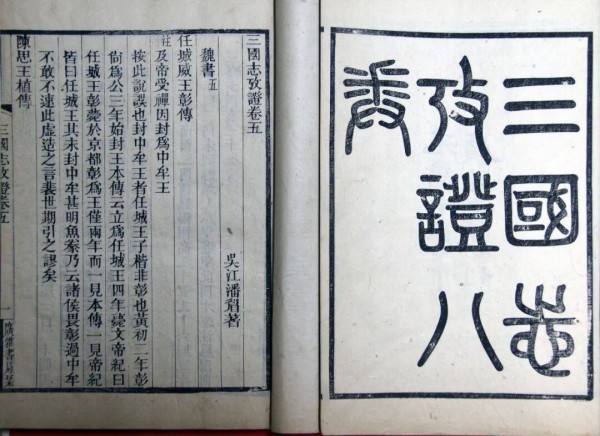 三國志
攷證八
卷
三國志攷證卷五
吳江潘眉著
魏書五
任城威王彰傳
註及帝受禪因封爲中牟王
按此說誤也封中牟王者任城王子楷非彰也黃初二年彰
尙爲公三年始封王本傳云立爲任城王四年薨文帝紀曰
任城王彰薨於京都彰爲王僅兩年而一見本傳一見帝紀
皆曰任城王其未封中牟甚明魚豢乃云諸侯畏彰過中牟
不敢不速此虛造之言裴世期引之謬矣
陳思王植傳
三國志攷證卷五
一